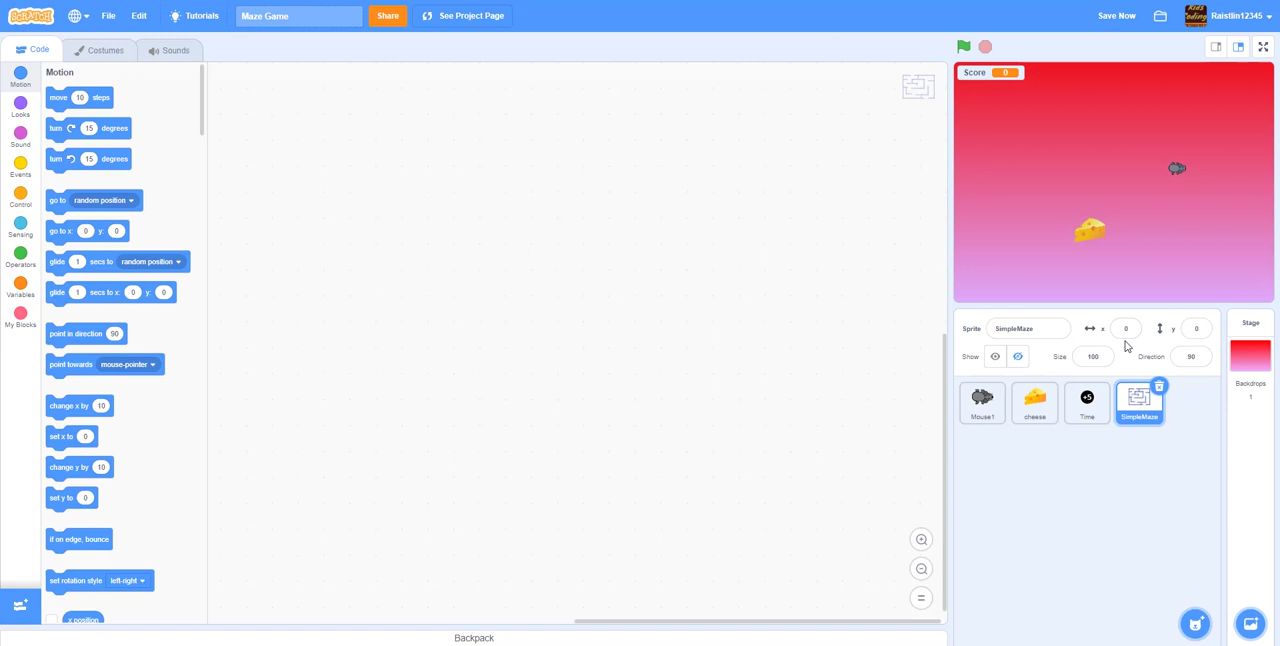 SCRATCH File Edit Tutorials Maze Game Share See Project Page Save Now Raistlin12345
Code Costumes Sounds
Motion
Looks
Sound
Events
Control
Sensing
Operators
Variables
My Blocks
Motion
move 10 steps
turn 15 degrees
turn 15 degrees
go to random position
go to x: 0 y: 0
glide 1 secs to random position
glide 1 secs to x: 0 y: 0
point in direction 90
point towards mouse-pointer
change x by 10
set x to 0
change y by 10
set y to 0
if on edge, bounce
set rotation style left-right
x position
Backpack
Score 0
Sprite SimpleMaze x 0 y 0
Show Size 100 Direction 90
Mouse1
cheese
+5
Time
SimpleMaze
Stage
Backdrops
1